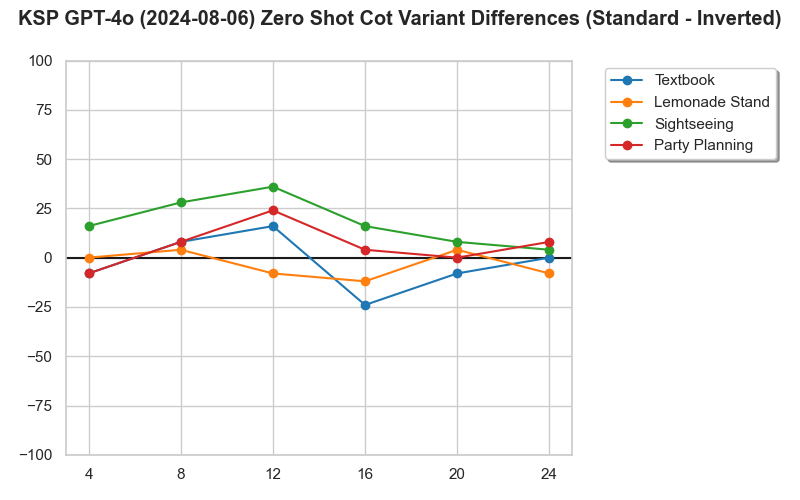 KSP GPT-4o (2024-08-06) Zero Shot Cot Variant Differences (Standard - Inverted)
100
75
50
25
0
−25
−50
−75
−100
4 8 12 16 20 24
Textbook
Lemonade Stand
Sightseeing
Party Planning